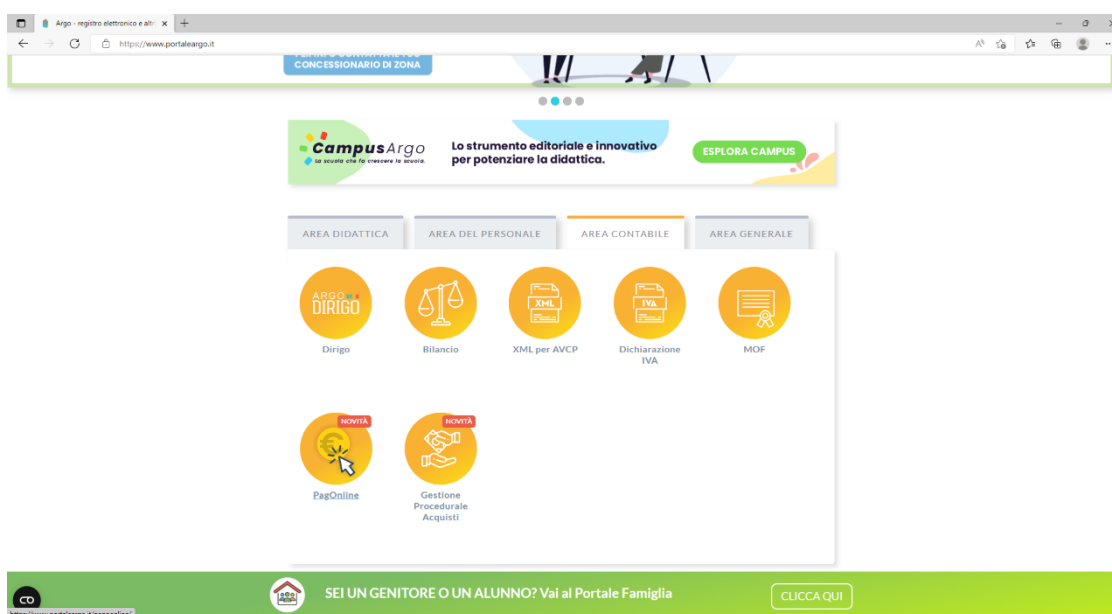 Argo - registro elettronico e altr
https://www.portaleargo.it
CONCESSIONARIO DI ZONA
CampusArgo
la scuola che fa crescere la scuola.
Lo strumento editoriale e innovativo
per potenziare la didattica.
ESPLORA CAMPUS
AREA DIDATTICA
AREA DEL PERSONALE
AREA CONTABILE
AREA GENERALE
ARGO
DIRIGO
XML
IVA
Dirigo
Bilancio
XML per AVCP
Dichiarazione
IVA
MOF
NOVITÀ
NOVITÀ
PagOnline
Gestione
Procedurale
Acquisti
SEI UN GENITORE O UN ALUNNO? Vai al Portale Famiglia
CLICCA QUI